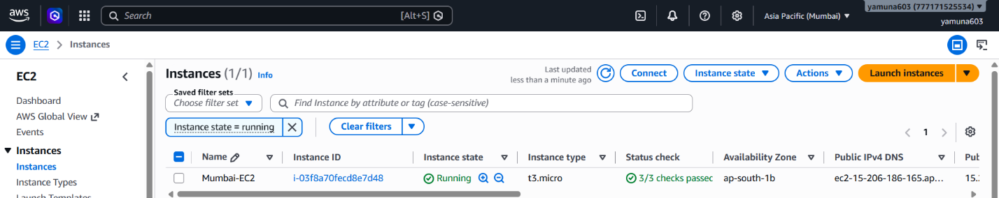 aws
Search
[Alt+S]
Asia Pacific (Mumbai)
yamuna603 (777171525534)
yamuna603
EC2
Instances
EC2
Dashboard
AWS Global View
Events
Instances
Instances
Instance Types
Launch Templates
Instances (1/1) Info
Last updated
less than a minute ago
Connect
Instance state
Actions
Launch instances
Saved filter sets
Choose filter set
Find Instance by attribute or tag (case-sensitive)
Instance state = running
Clear filters
1
Name Instance ID Instance state Instance type Status check Availability Zone Public IPv4 DNS
Mumbai-EC2 i-03f8a70fecd8e7d48 Running t3.micro 3/3 checks passec ap-south-1b ec2-15-206-186-165.ap... 15.